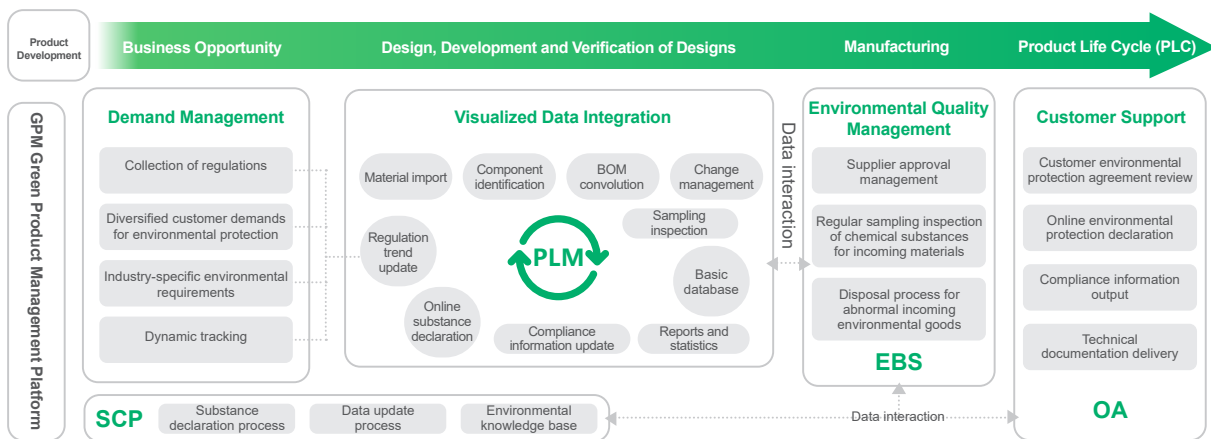 Product
Development
Business Opportunity
Design, Development and Verification of Designs
Manufacturing
Product Life Cycle (PLC)
GPM Green Product Management Platform
Demand Management
Collection of regulations
Diversified customer demands
for environmental protection
Industry-specific environmental
requirements
Dynamic tracking
Visualized Data Integration
Material import
Component
identification
BOM
convolution
Change
management
Regulation
trend
update
PLM
Sampling
inspection
Basic
database
Online
substance
declaration
Compliance
information update
Reports and
statistics
Data interaction
Environmental Quality
Management
Supplier approval
management
Regular sampling inspection
of chemical substances
for incoming materials
Disposal process for
abnormal incoming
environmental goods
EBS
Customer Support
Customer environmental
protection agreement review
Online environmental
protection declaration
Compliance information
output
Technical
documentation delivery
OA
SCP
Substance
declaration process
Data update
process
Environmental
knowledge base
Data interaction